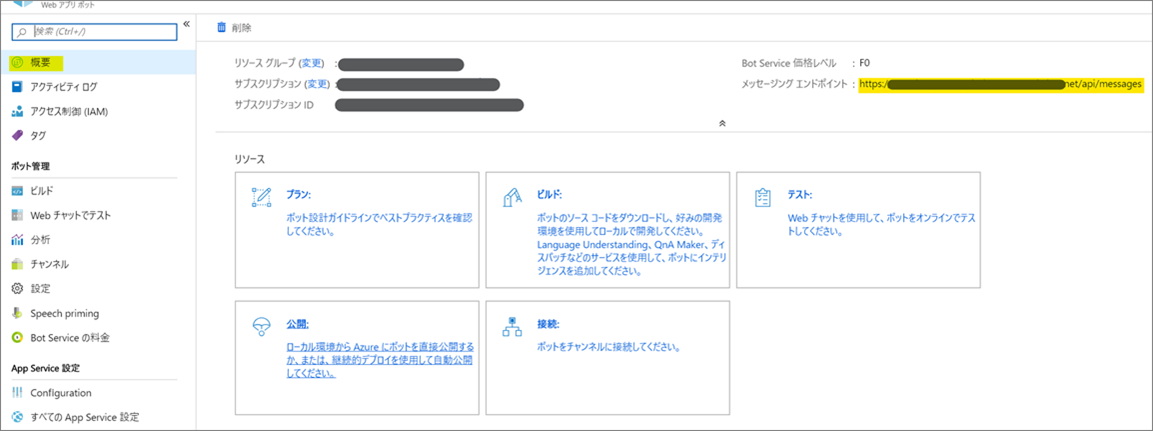 Web アプリ ボット
検索 (Ctrl+/)
«
削除
概要
アクティビティ ログ
アクセス制御 (IAM)
タグ
ボット管理
ビルド
Web チャットでテスト
分析
チャンネル
設定
Speech priming
Bot Service の料金
App Service 設定
Configuration
すべての App Service 設定
リソース グループ (変更) :
サブスクリプション (変更) :
サブスクリプション ID :
Bot Service 価格レベル : F0
メッセージング エンドポイント : https: net/api/messages
リソース
プラン:
ボット設計ガイドラインでベストプラクティスを確認
してください。
ビルド:
ボットのソース コードをダウンロードし、好みの開発
環境を使用してローカルで開発してください。
Language Understanding、QnA Maker、ディ
スパッチなどのサービスを使用して、ボットにインテリ
ジェンスを追加してください。
テスト:
Web チャットを使用して、ボットをオンラインでテス
トしてください。
公開:
ローカル環境から Azure にボットを直接公開する
か、または、継続的デプロイを使用して自動公開
してください。
接続:
ボットをチャンネルに接続してください。